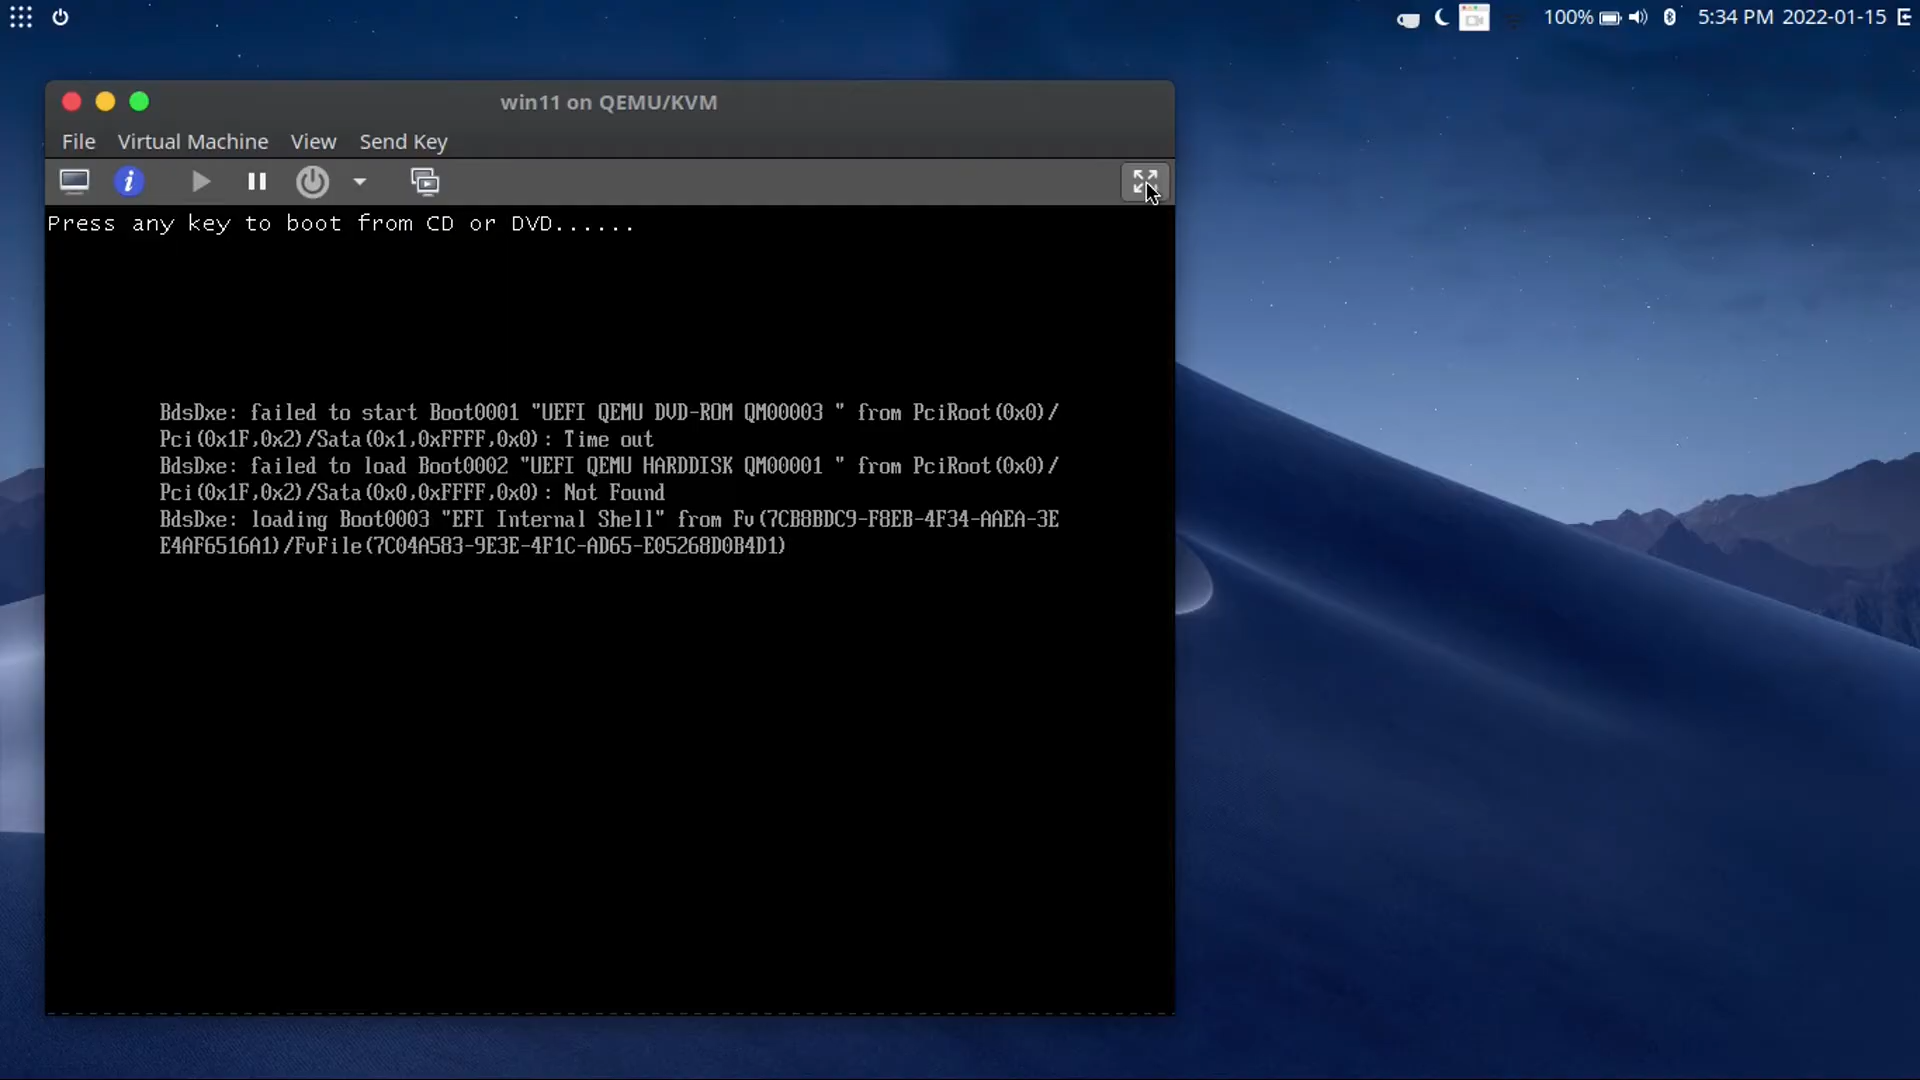 100% 5:34 PM 2022-01-15
win11 on QEMU/KVM
File Virtual Machine View Send Key
Press any key to boot from CD or DVD......
BdsDxe: failed to start Boot0001 "UEFI QEMU DVD-ROM QM00003 " from PciRoot(0x0)/
Pci(0x1F,0x2)/Sata(0x1,0xFFFF,0x0): Time out
BdsDxe: failed to load Boot0002 "UEFI QEMU HARDDISK QM00001 " from PciRoot(0x0)/
Pci(0x1F,0x2)/Sata(0x0,0xFFFF,0x0): Not Found
BdsDxe: loading Boot0003 "EFI Internal Shell" from Fv(7CB8BDC9-F8EB-4F34-AAEA-3E
E4AF6516A1)/FvFile(7C04A583-9E3E-4F1C-AD65-E05268D0B4D1)